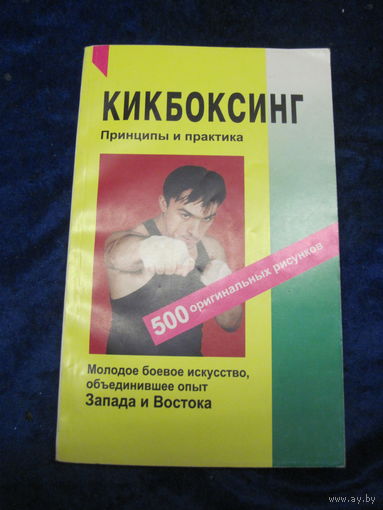 КИКБОКСИНГ
Принципы и практика
500 оригинальных рисунков
Молодое боевое искусство,
объединившее опыт
Запада и Востока
www.ay.by